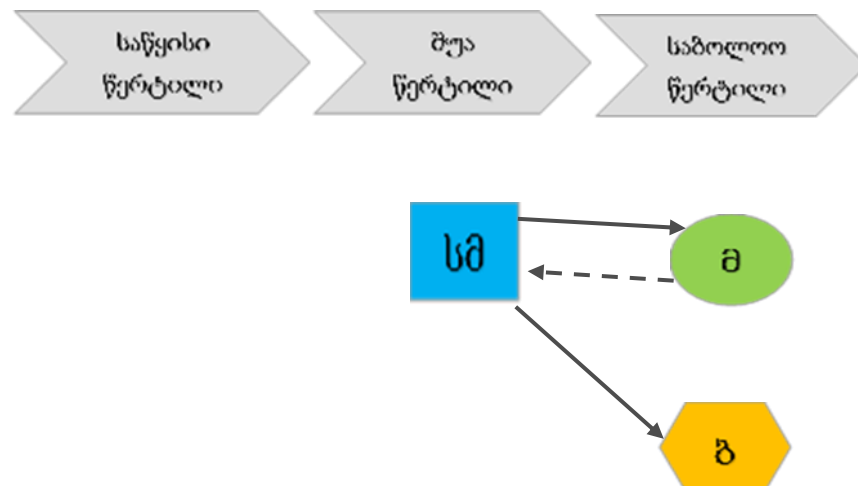 საწყისი
წერტილი
შუა
წერტილი
საბოლოო
წერტილი
სმ
მ
ბ